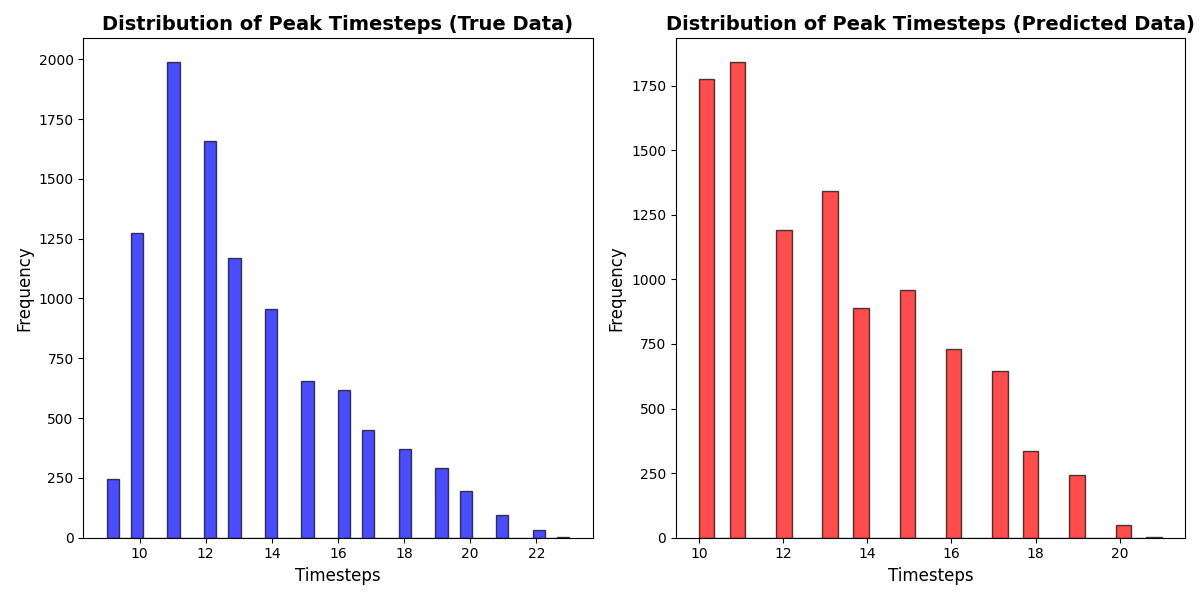 Distribution of Peak Timesteps (True Data)
Frequency
2000
1750
1500
1250
1000
750
500
250
0
10 12 14 16 18 20 22
Timesteps
Distribution of Peak Timesteps (Predicted Data)
Frequency
1750
1500
1250
1000
750
500
250
0
10 12 14 16 18 20
Timesteps